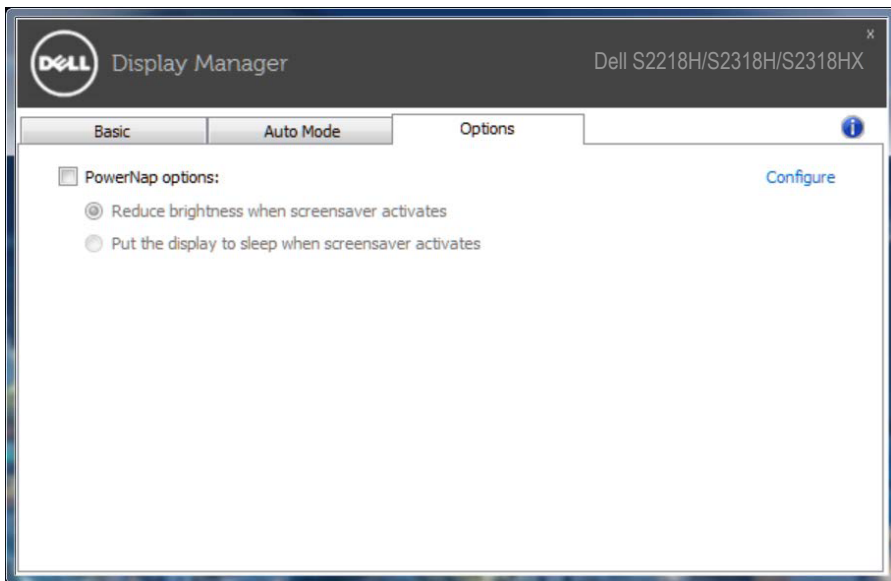 DELL
Display Manager
Dell S2218H/S2318H/S2318HX
x
Basic
Auto Mode
Options
i
PowerNap options:
Configure
Reduce brightness when screensaver activates
Put the display to sleep when screensaver activates